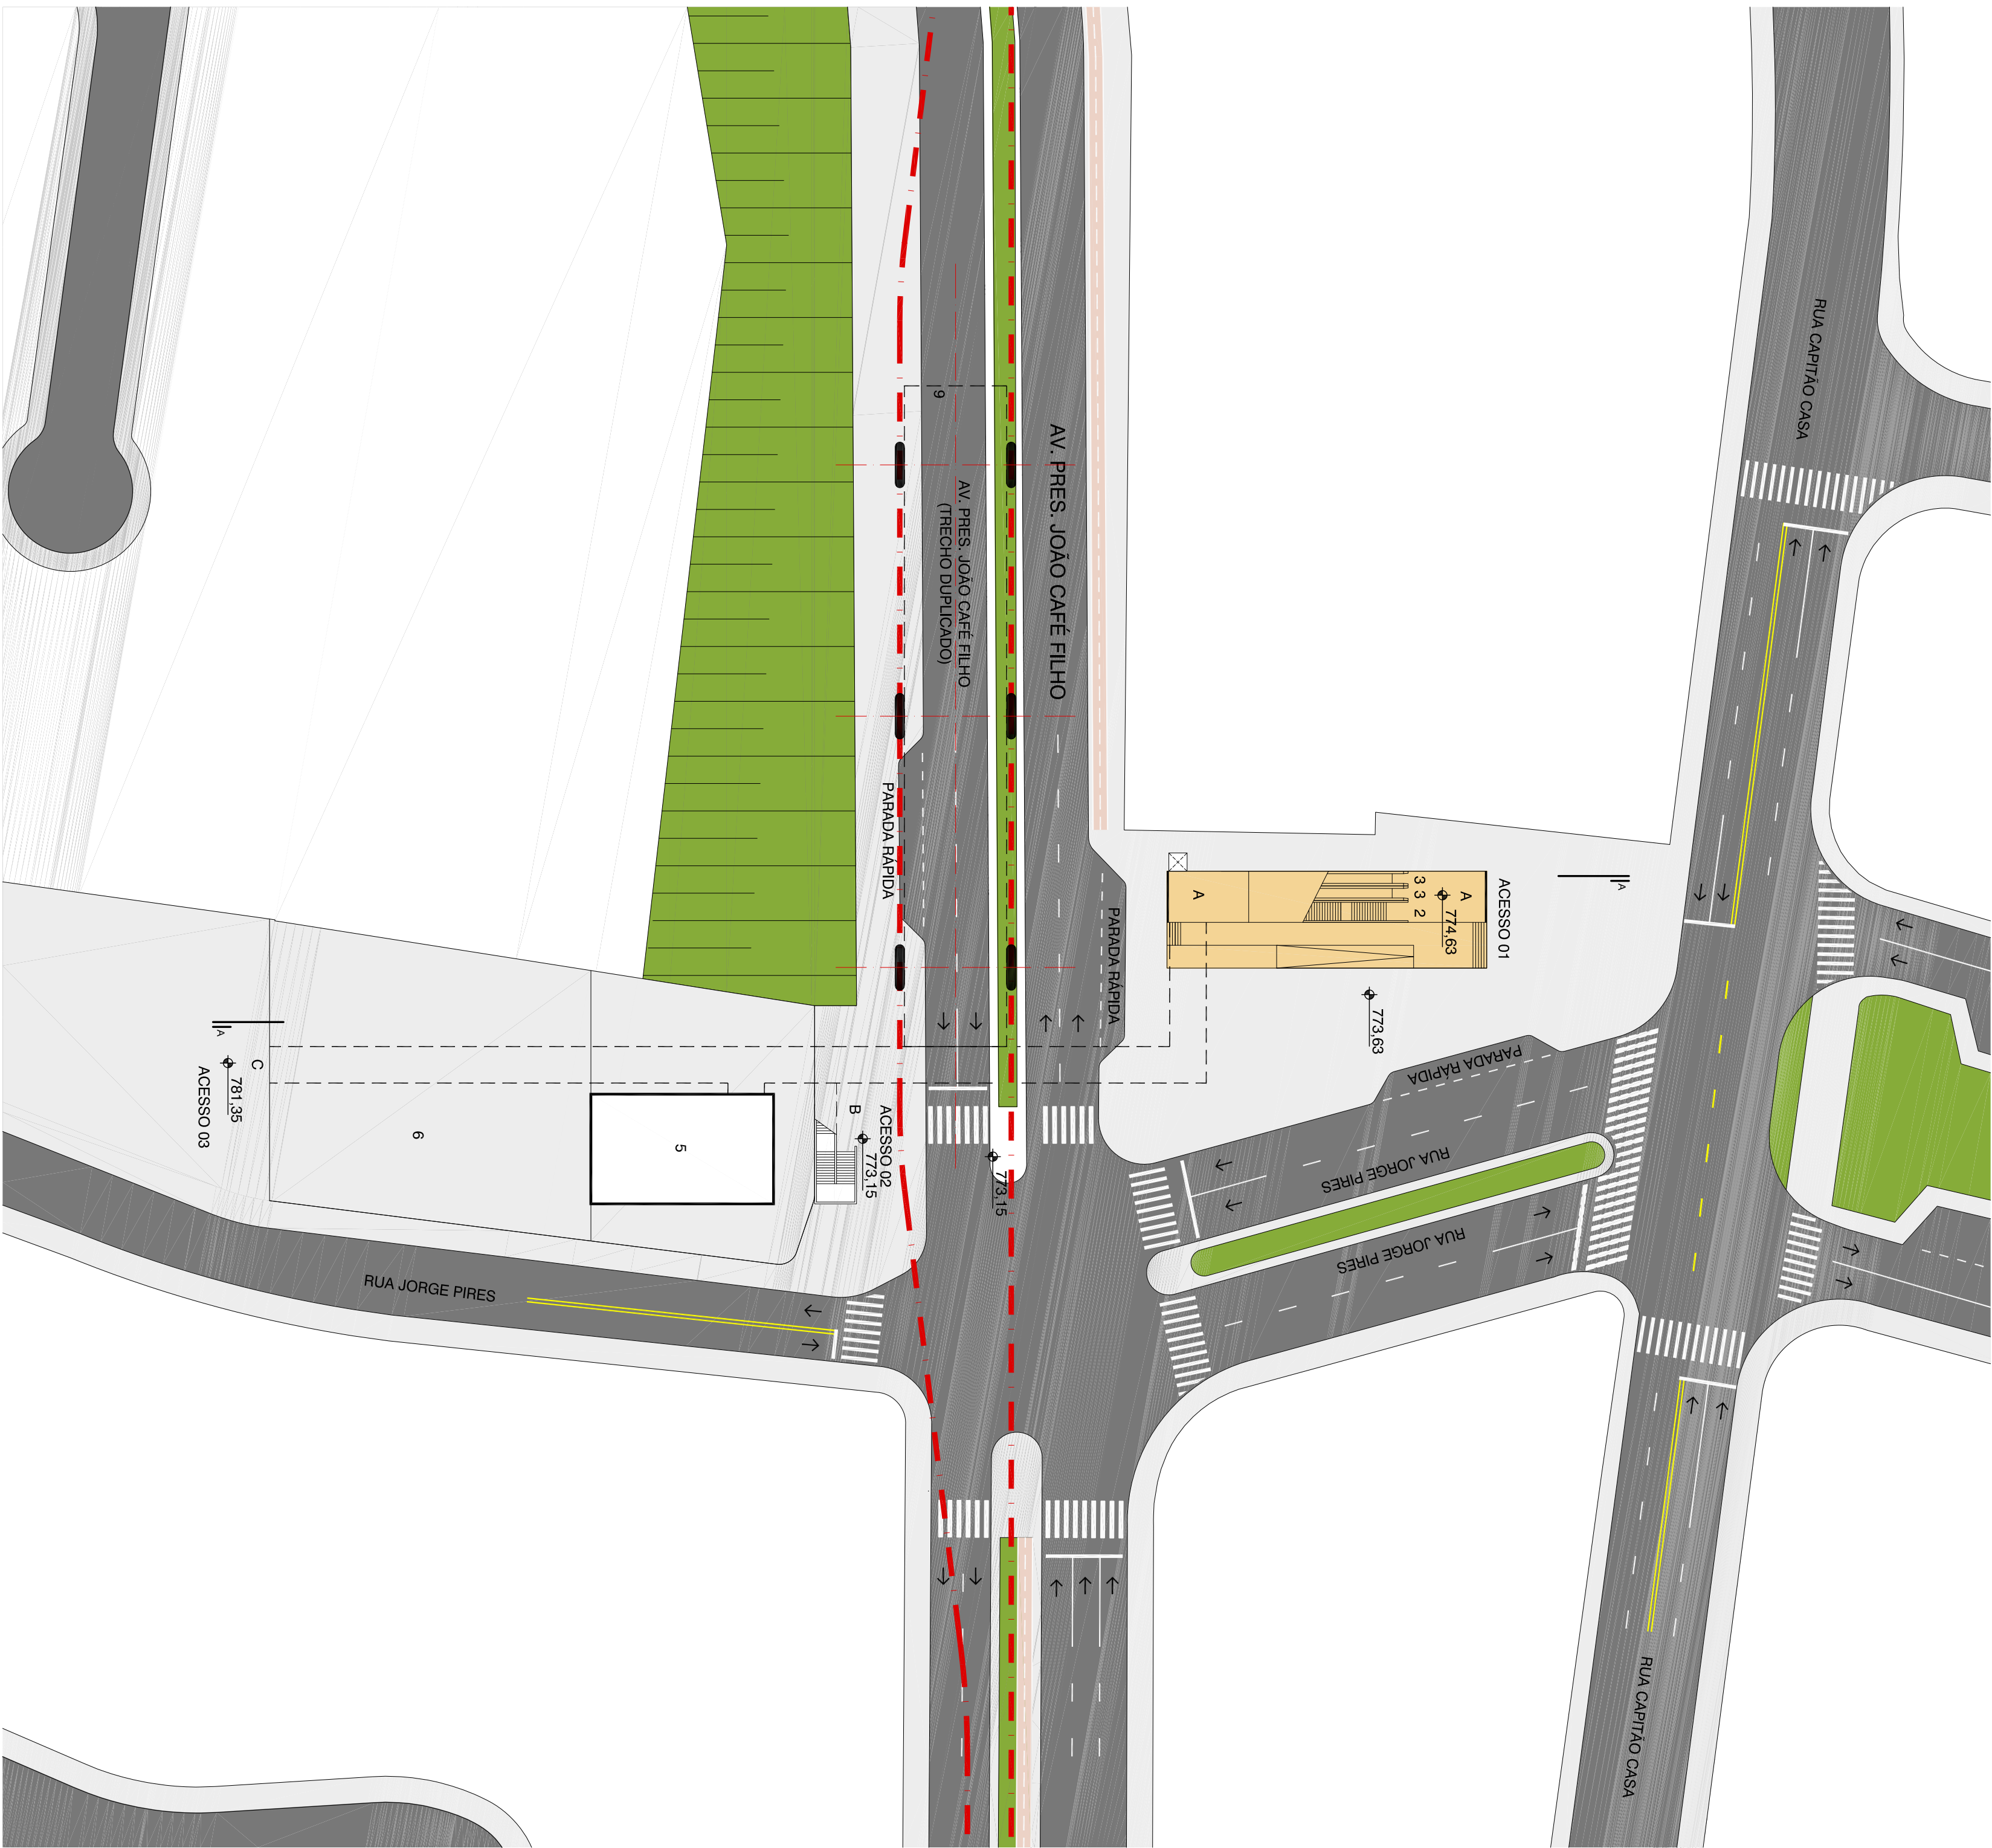 RUA CAPITÃO CASA
RUA CAPITÃO CASA
A
ACESSO 01
A
774,63
3 3 2
A
773,63
PARADA RÁPIDA
RUA JORGE PIRES
RUA JORGE PIRES
PARADA RÁPIDA
AV. PRES. JOÃO CAFÉ FILHO
773,15
AV. PRES. JOÃO CAFÉ FILHO
(TRECHO DUPLICADO)
9
PARADA RÁPIDA
ACESSO 02
773,15
B
5
6
RUA JORGE PIRES
C
781,35
ACESSO 03
A